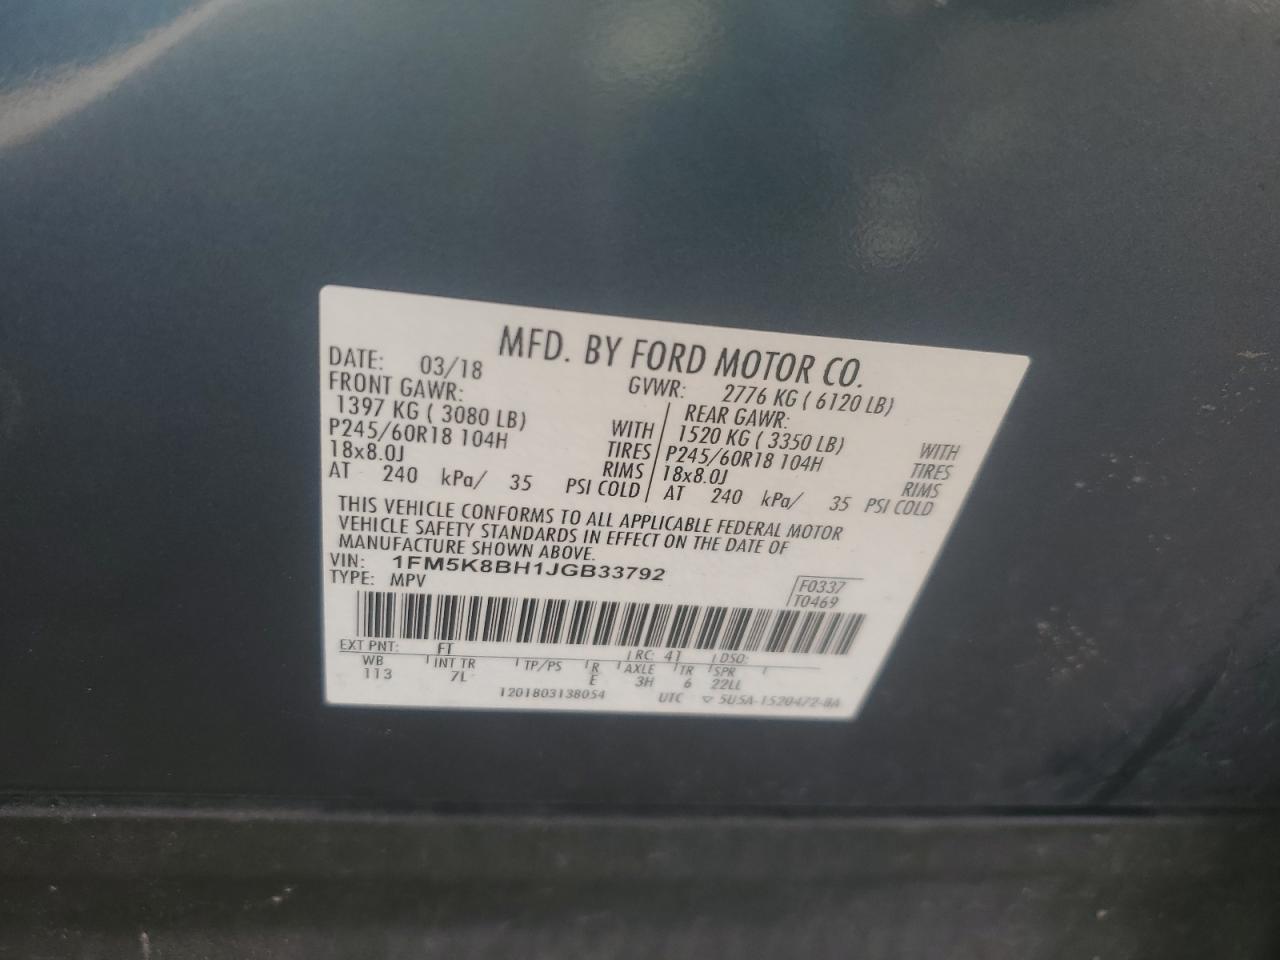 MFD. BY FORD MOTOR CO.
DATE: 03/18 GVWR: 2776 KG ( 6120 LB)
FRONT GAWR: REAR GAWR:
1397 KG ( 3080 LB) WITH 1520 KG ( 3350 LB) WITH
P245/60R18 104H TIRES P245/60R18 104H TIRES
18x8.0J RIMS 18x8.0J RIMS
AT 240 kPa/ 35 PSI COLD AT 240 kPa/ 35 PSI COLD
THIS VEHICLE CONFORMS TO ALL APPLICABLE FEDERAL MOTOR
VEHICLE SAFETY STANDARDS IN EFFECT ON THE DATE OF
MANUFACTURE SHOWN ABOVE.
VIN: 1FM5K8BH1JGB33792
TYPE: MPV
F0337
T0469
EXT PNT: FT RC: 41 DSO:
WB INT TR TP/PS R AXLE TR SPR
113 7L E 3H 6 22LL
1201803138054 UTC ▽ 5U5A-1520472-8A